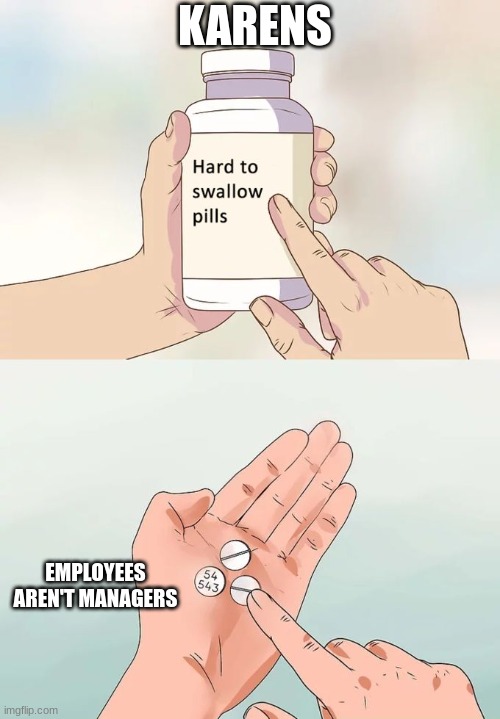 KARENS
Hard to
swallow
pills
EMPLOYEES
AREN'T MANAGERS
54
543
imgflip.com